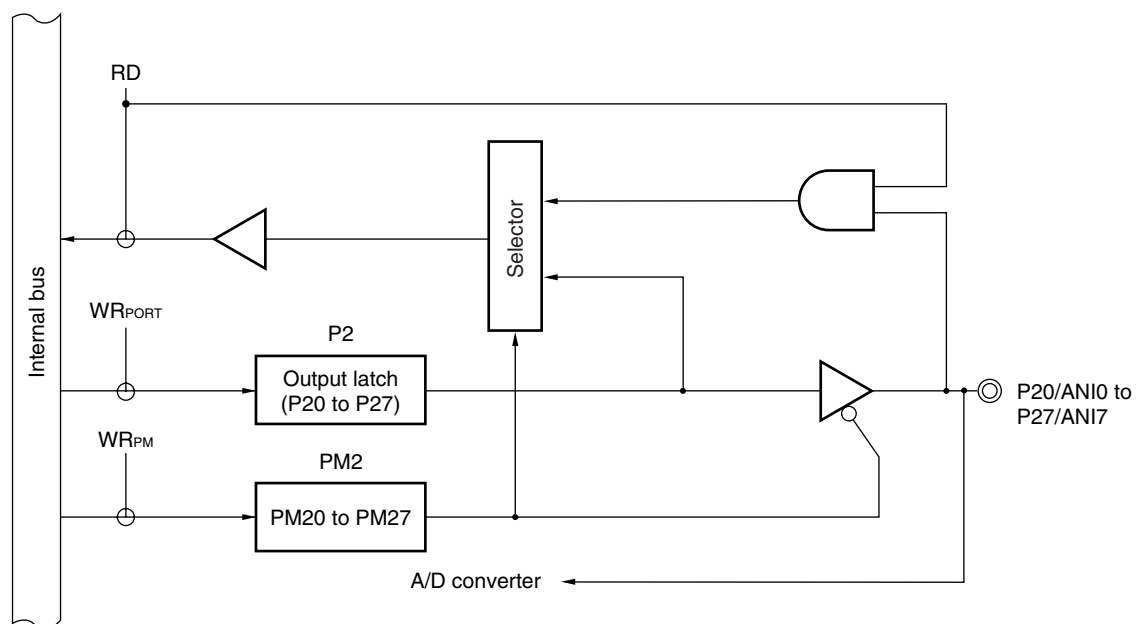 RD
Selector
Internal bus
WRPORT
P2
Output latch
(P20 to P27)
P20/ANI0 to
P27/ANI7
WRPM
PM2
PM20 to PM27
A/D converter